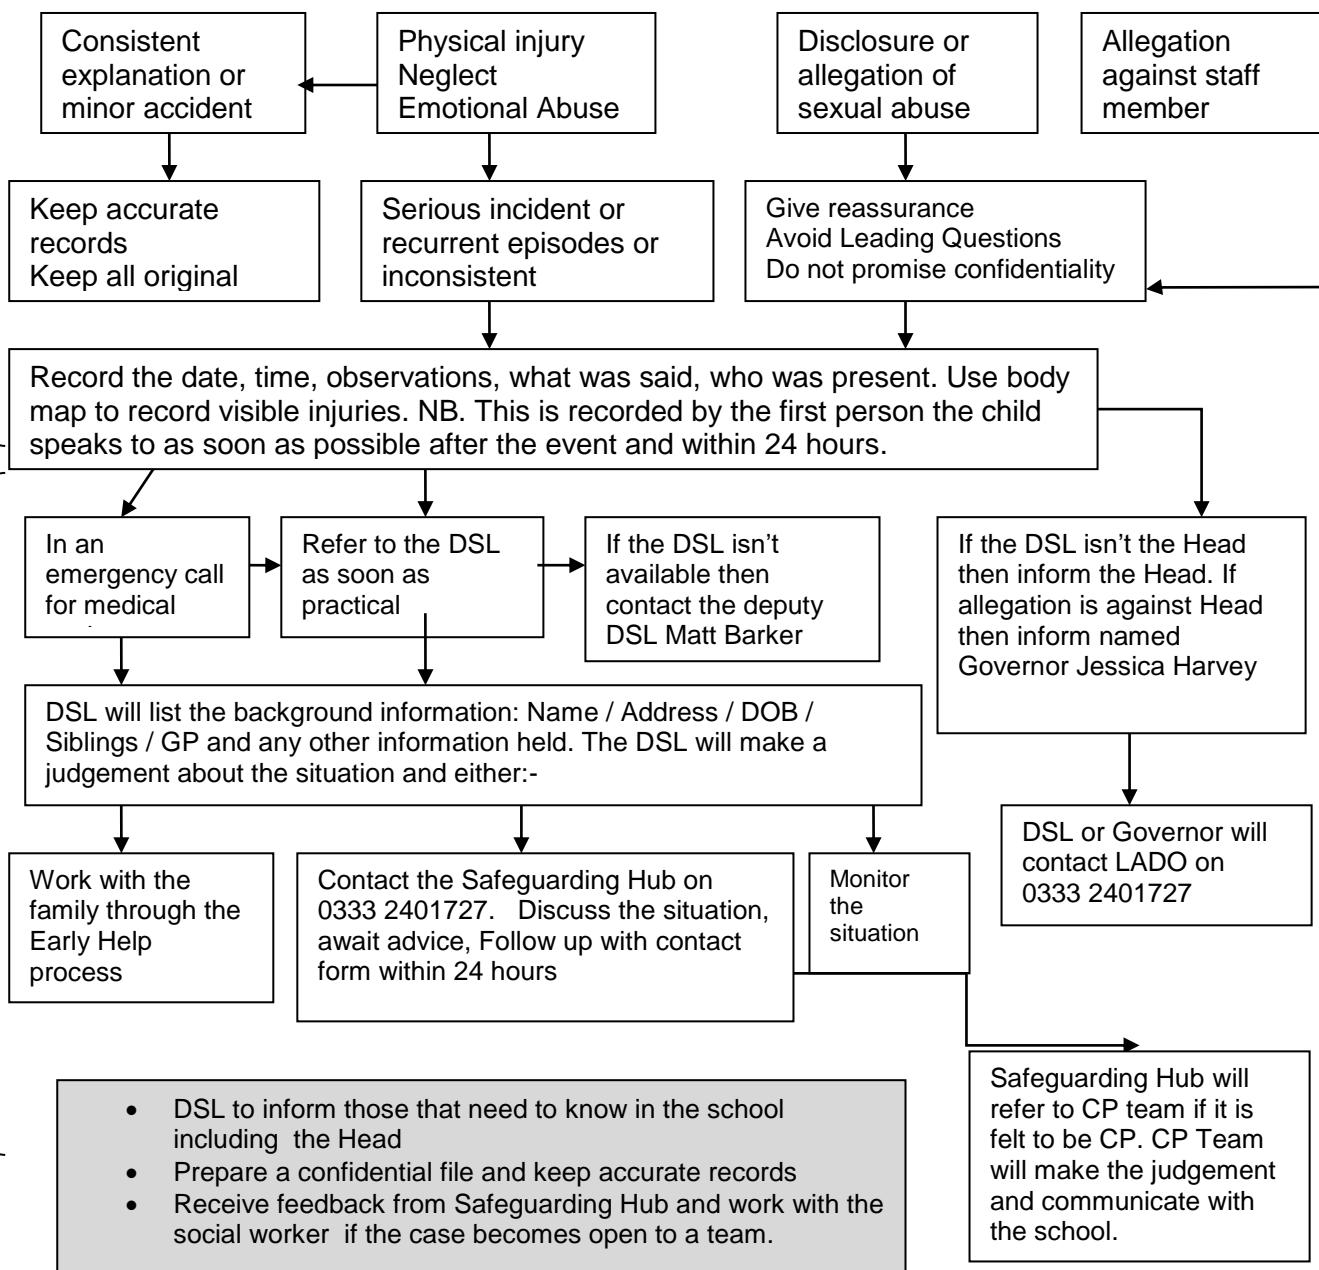 Consistent
explanation or
minor accident
Physical injury
Neglect
Emotional Abuse
Disclosure or
allegation of
sexual abuse
Allegation
against staff
member
Keep accurate
records
Keep all original
Serious incident or
recurrent episodes or
inconsistent
Give reassurance
Avoid Leading Questions
Do not promise confidentiality
Record the date, time, observations, what was said, who was present. Use body
map to record visible injuries. NB. This is recorded by the first person the child
speaks to as soon as possible after the event and within 24 hours.
In an
emergency call
for medical
Refer to the DSL
as soon as
practical
If the DSL isn't
available then
contact the deputy
DSL Matt Barker
If the DSL isn't the Head
then inform the Head. If
allegation is against Head
then inform named
Governor Jessica Harvey
DSL will list the background information: Name / Address / DOB /
Siblings / GP and any other information held. The DSL will make a
judgement about the situation and either:-
DSL or Governor will
contact LADO on
0333 2401727
Work with the
family through the
Early Help
process
Contact the Safeguarding Hub on
0333 2401727.   Discuss the situation,
await advice, Follow up with contact
form within 24 hours
Monitor
the
situation
Safeguarding Hub will
refer to CP team if it is
felt to be CP. CP Team
will make the judgement
and communicate with
the school.
• DSL to inform those that need to know in the school
including  the Head
• Prepare a confidential file and keep accurate records
• Receive feedback from Safeguarding Hub and work with the
social worker  if the case becomes open to a team.